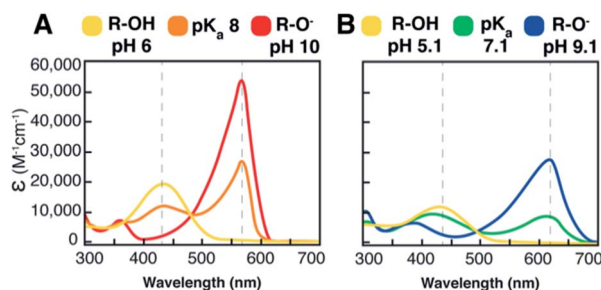 A R-OH pH 6 pKa 8 R-O- pH 10
B R-OH pH 5.1 pKa 7.1 R-O- pH 9.1
60,000
50,000
40,000
30,000
20,000
10,000
0
ε (M-1cm-1)
300 400 500 600 700
300 400 500 600 700
Wavelength (nm)
Wavelength (nm)